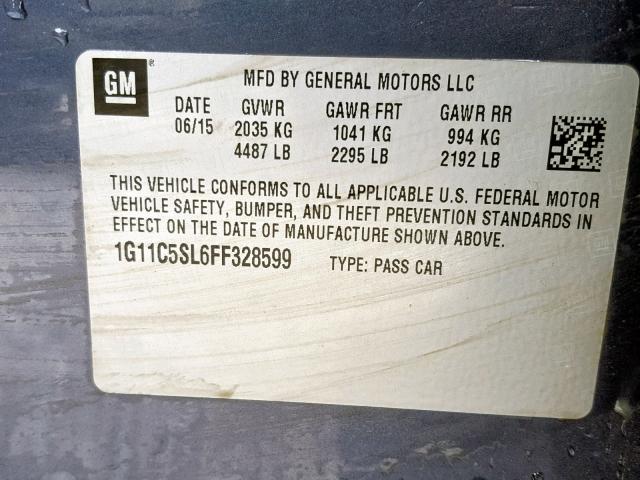 GM ®
MFD BY GENERAL MOTORS LLC
DATE GVWR GAWR FRT GAWR RR
06/15 2035 KG 1041 KG 994 KG
4487 LB 2295 LB 2192 LB
THIS VEHICLE CONFORMS TO ALL APPLICABLE U.S. FEDERAL MOTOR
VEHICLE SAFETY, BUMPER, AND THEFT PREVENTION STANDARDS IN
EFFECT ON THE DATE OF MANUFACTURE SHOWN ABOVE.
1G11C5SL6FF328599 TYPE: PASS CAR